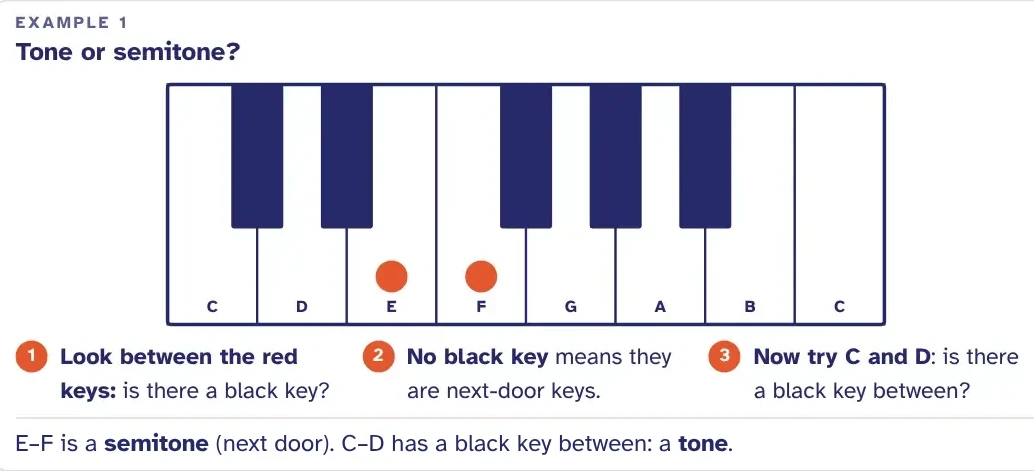 EXAMPLE 1
Tone or semitone?
C D E F G A B C
1 Look between the red
keys: is there a black key?
2 No black key means they
are next-door keys.
3 Now try C and D: is there
a black key between?
E–F is a semitone (next door). C–D has a black key between: a tone.